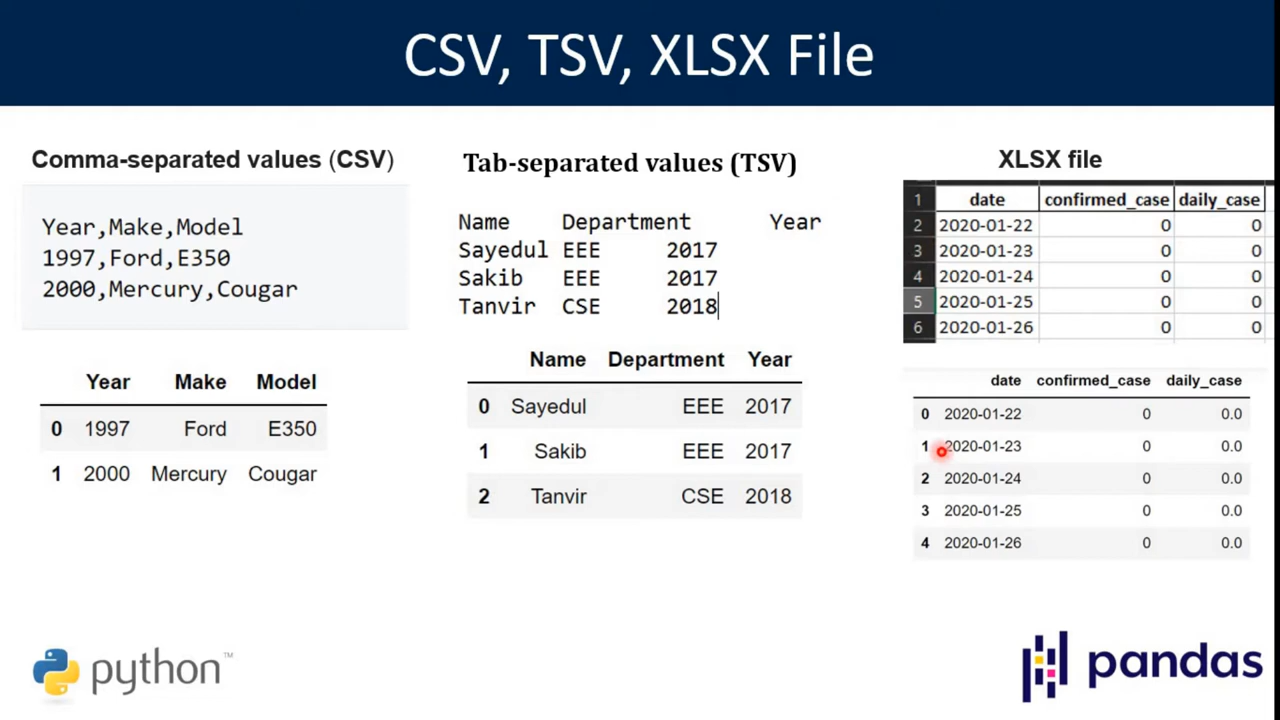 CSV, TSV, XLSX File
Comma-separated values (CSV)
Year,Make,Model
1997,Ford,E350
2000,Mercury,Cougar
Year Make Model
0 1997 Ford E350
1 2000 Mercury Cougar
Tab-separated values (TSV)
Name Department Year
Sayedul EEE 2017
Sakib EEE 2017
Tanvir CSE 2018
Name Department Year
0 Sayedul EEE 2017
1 Sakib EEE 2017
2 Tanvir CSE 2018
XLSX file
1 date confirmed_case daily_case
2 2020-01-22 0 0
3 2020-01-23 0 0
4 2020-01-24 0 0
5 2020-01-25 0 0
6 2020-01-26 0 0
date confirmed_case daily_case
0 2020-01-22 0 0.0
1 2020-01-23 0 0.0
2 2020-01-24 0 0.0
3 2020-01-25 0 0.0
4 2020-01-26 0 0.0
python™
pandas